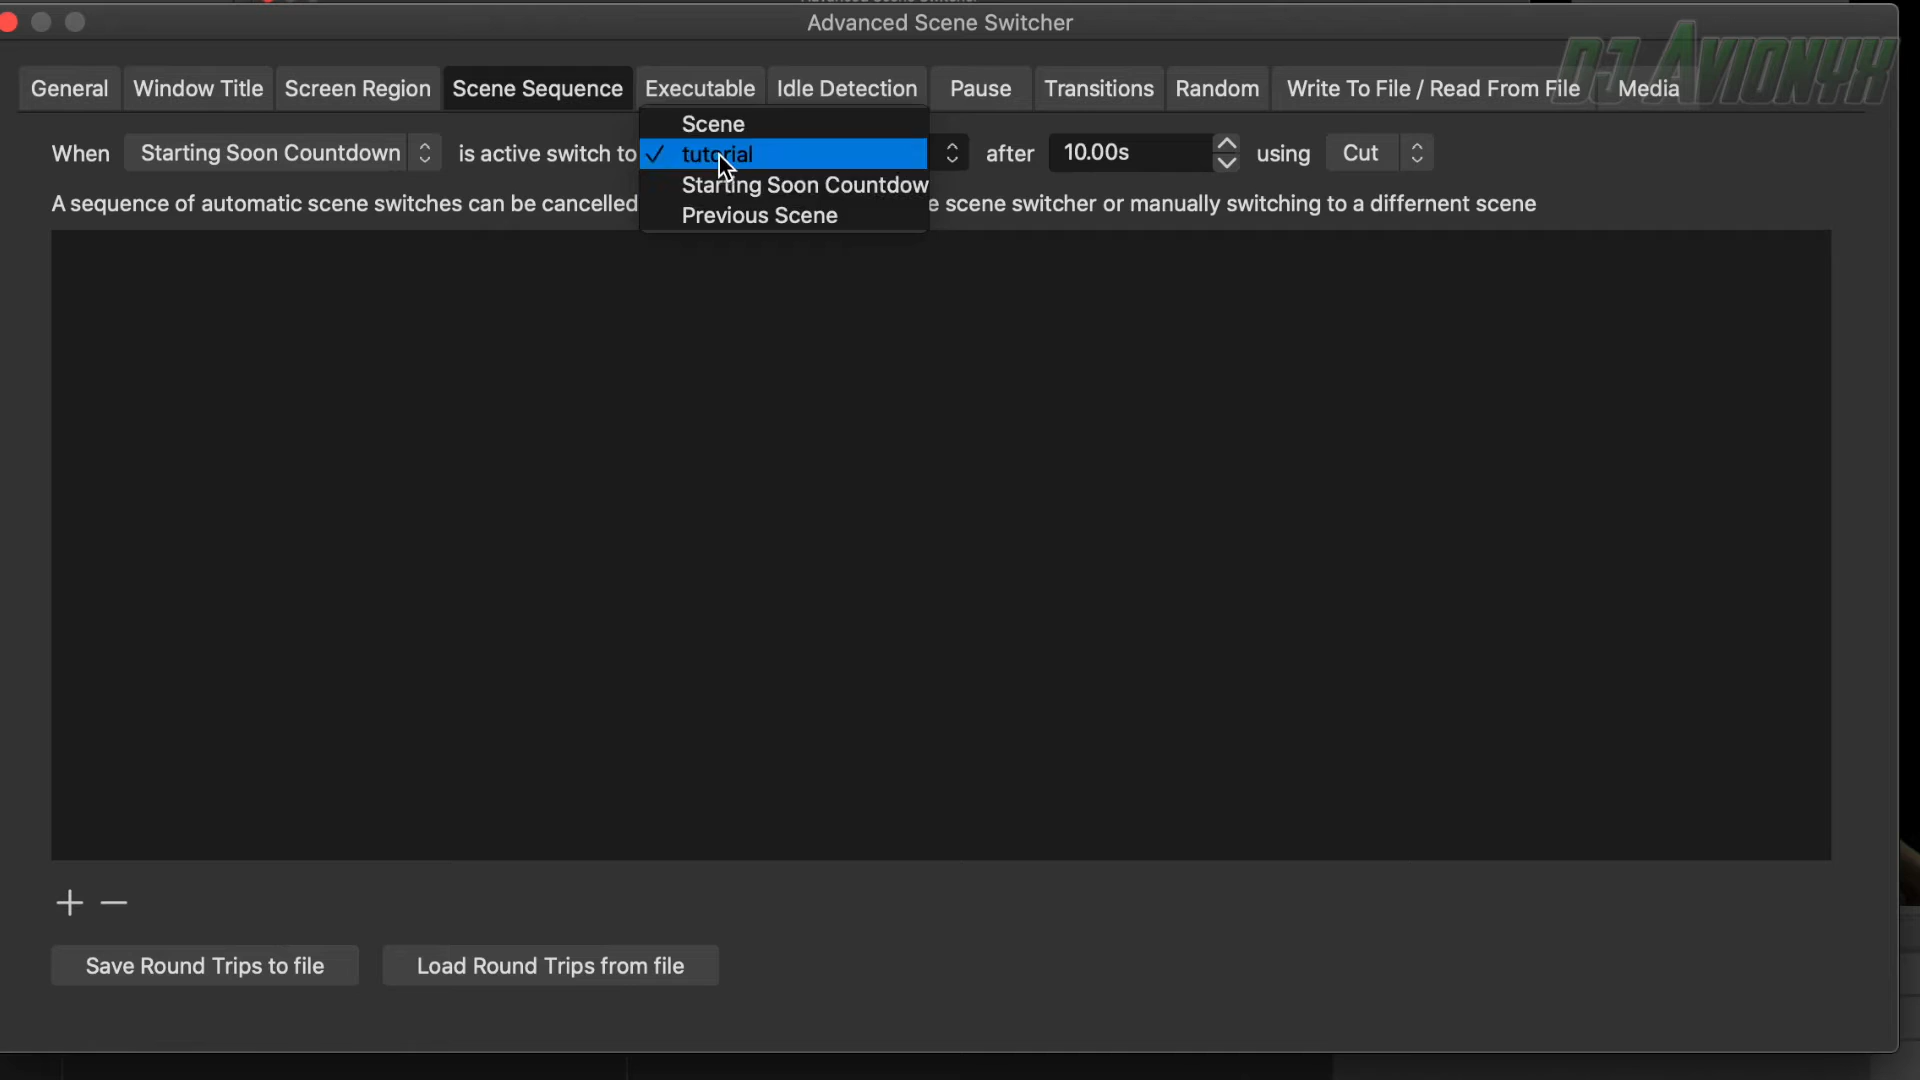 Advanced Scene Switcher
DJ AVIONYX
General Window Title Screen Region Scene Sequence Executable Idle Detection Pause Transitions Random Write To File / Read From File Media
Scene
When Starting Soon Countdown is active switch to ✓ tutorial after 10.00s using Cut
Starting Soon Countdow
A sequence of automatic scene switches can be cancelled e scene switcher or manually switching to a differnent scene
Previous Scene
Save Round Trips to file Load Round Trips from file